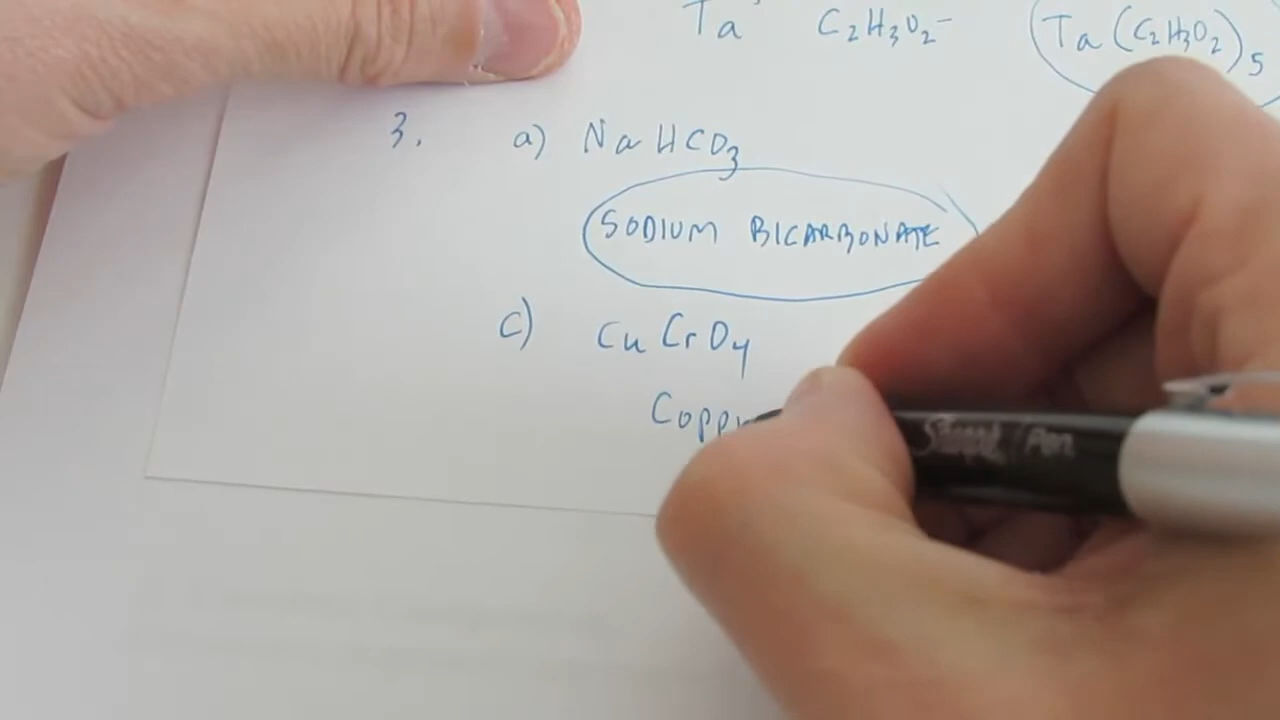 Ta C₂H₃O₂⁻ Ta(C₂H₃O₂)₅
3. a) NaHCO₃
SODIUM BICARBONATE
c) CuCrO₄
Copp
Sharpie Pen